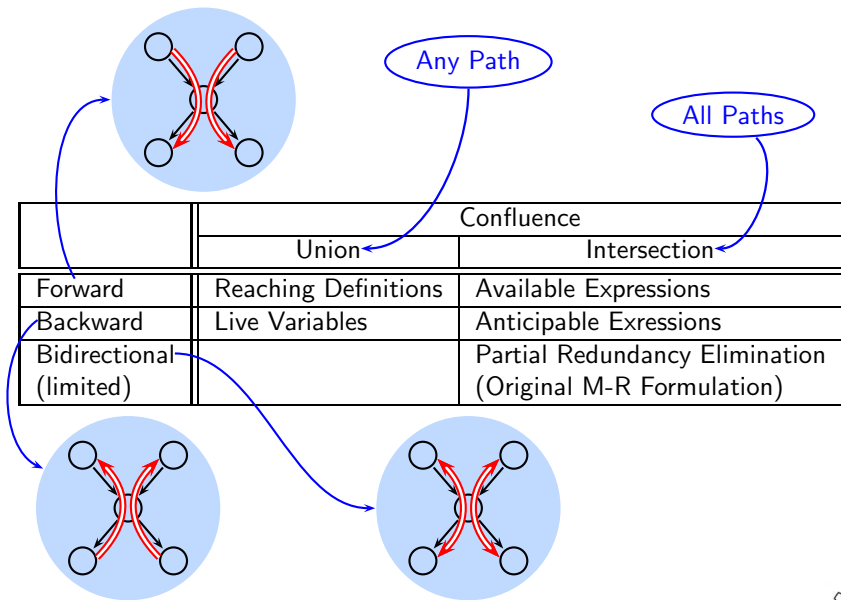 Any Path
All Paths
Confluence
Union Intersection
Forward Reaching Definitions Available Expressions
Backward Live Variables Anticipable Exressions
Bidirectional Partial Redundancy Elimination
(limited) (Original M-R Formulation)